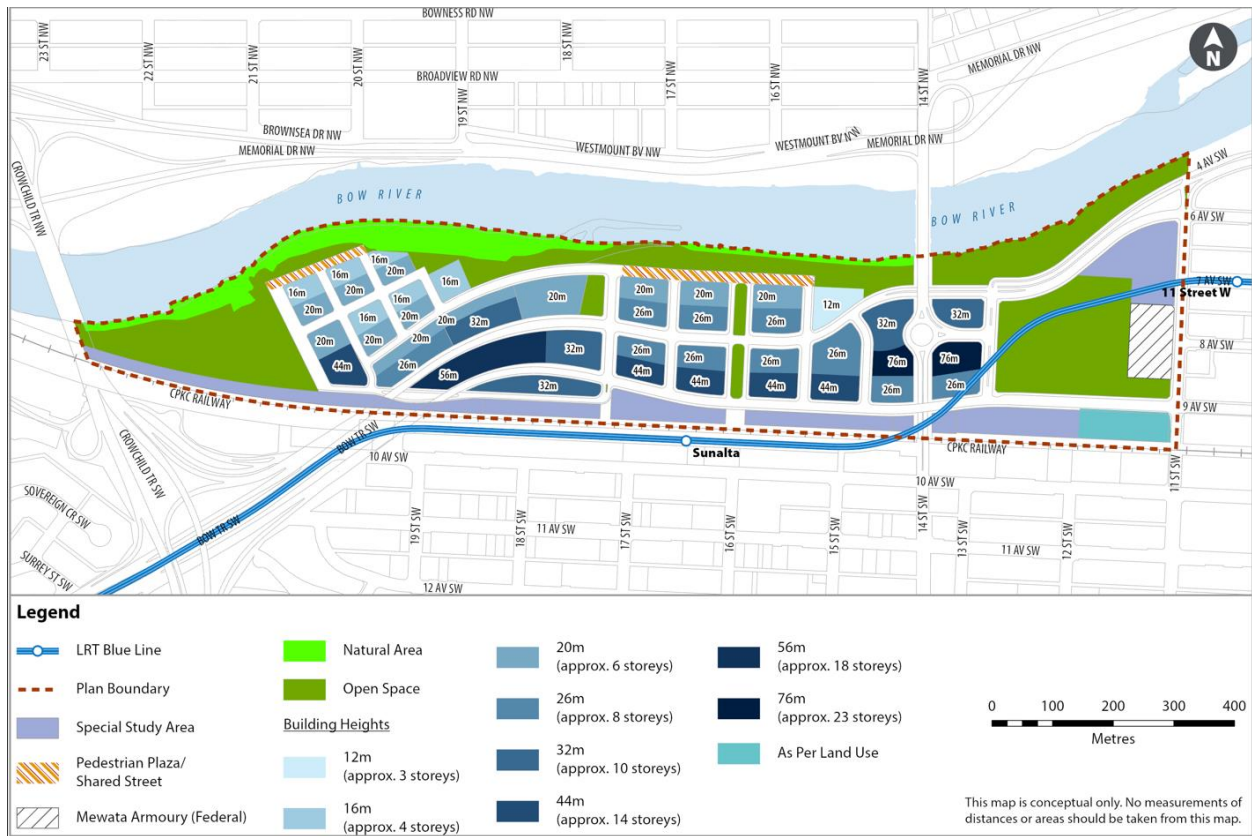 BOWNESS RD NW
23 ST NW
22 ST NW
21 ST NW
20 ST NW
18 ST NW
17 ST NW
16 ST NW
14 ST NW
MEMORIAL DR NW
N
BROADVIEW RD NW
19 ST NW
BROWNSEA DR NW
MEMORIAL DR NW
WESTMOUNT BV NW
WESTMOUNT BV NW
MEMORIAL DR NW
CROWCHILD TR NW
BOW RIVER
BOW RIVER
4 AV SW
6 AV SW
7 AV SW
11 Street W
8 AV SW
9 AV SW
16m
20m
16m
20m
16m
20m
16m
20m
16m
20m
16m
20m
20m
44m
20m
26m
32m
20m
56m
32m
32m
20m
26m
20m
26m
20m
26m
12m
26m
44m
26m
44m
26m
44m
26m
44m
32m
76m
26m
32m
76m
26m
CPKC RAILWAY
CROWCHILD TR SW
BOW TR SW
BOW TR SW
Sunalta
CPKC RAILWAY
10 AV SW
10 AV SW
11 ST SW
SOVEREIGN CR SW
SURREY ST SW
19 ST SW
18 ST SW
11 AV SW
17 ST SW
16 ST SW
15 ST SW
14 ST SW
13 ST SW
12 ST SW
11 AV SW
12 AV SW
Legend
LRT Blue Line
Plan Boundary
Special Study Area
Pedestrian Plaza/
Shared Street
Mewata Armoury (Federal)
Natural Area
Open Space
Building Heights
12m
(approx. 3 storeys)
16m
(approx. 4 storeys)
20m
(approx. 6 storeys)
26m
(approx. 8 storeys)
32m
(approx. 10 storeys)
44m
(approx. 14 storeys)
56m
(approx. 18 storeys)
76m
(approx. 23 storeys)
As Per Land Use
0 100 200 300 400
Metres
This map is conceptual only. No measurements of
distances or areas should be taken from this map.